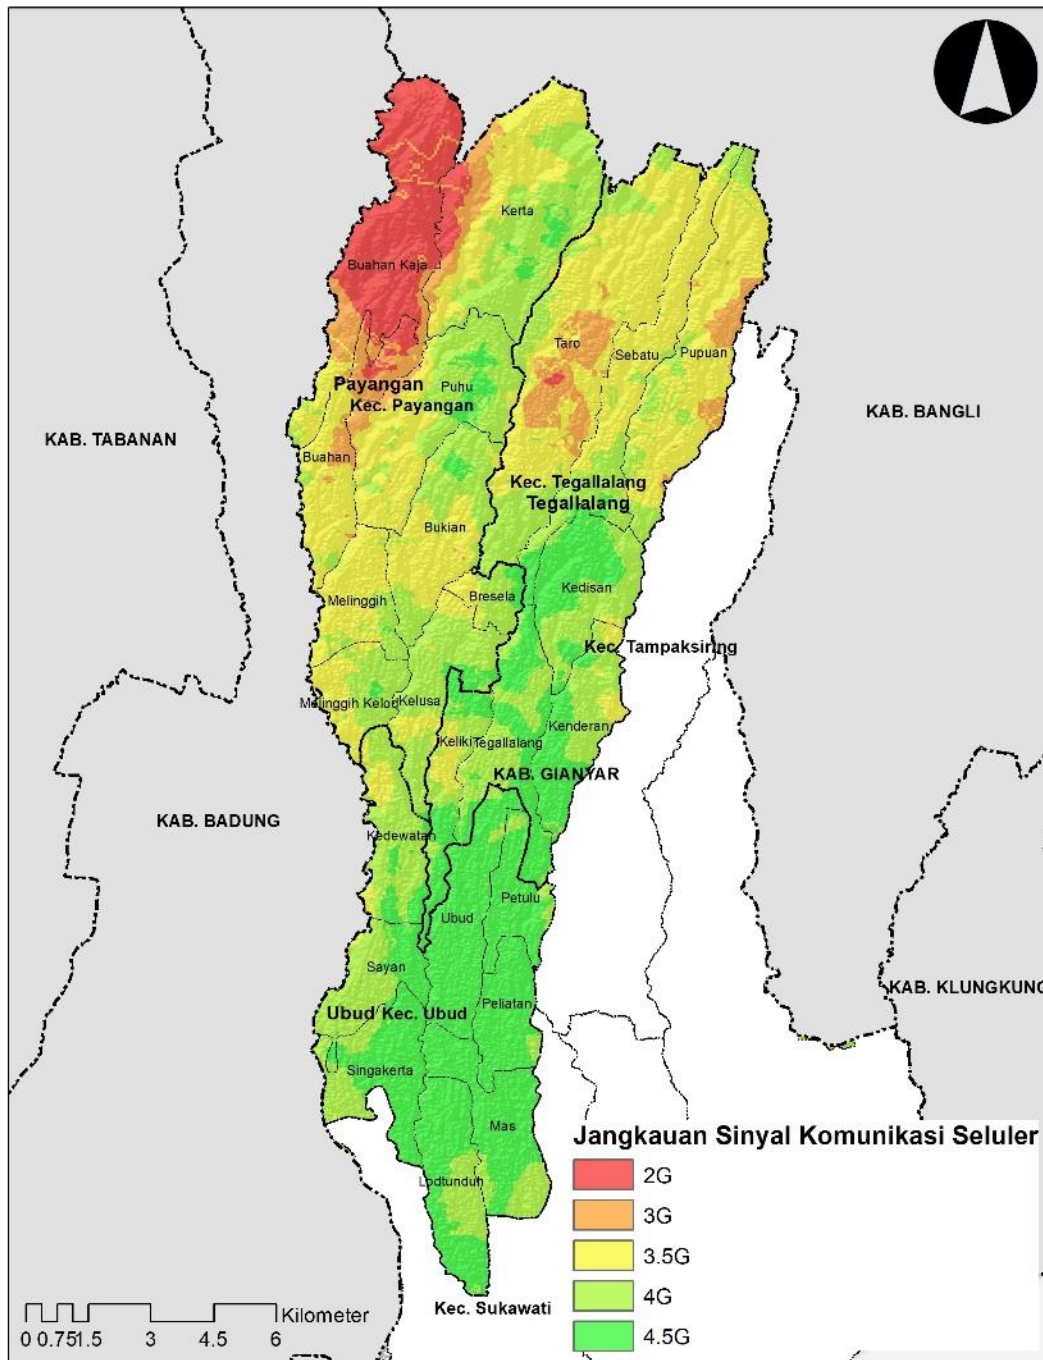 Kerta
Buahan Kaja
Taro
Sebatu
Pupuan
Payangan
Puhu
Kec. Payangan
KAB. BANGLI
KAB. TABANAN
Buahan
Kec. Tegallalang
Tegallalang
Bukian
Kedisan
Bresela
Melinggih
Kec. Tampaksiring
Melinggih Kelod
Kelusa
Kenderan
Keliki
Tegallalang
KAB. GIANYAR
KAB. BADUNG
Kedewatan
Petulu
Ubud
Sayan
KAB. KLUNGKUNG
Peliatan
Ubud
Kec. Ubud
Singakerta
Mas
Jangkauan Sinyal Komunikasi Seluler
2G
3G
3.5G
4G
4.5G
Lodtunduh
Kec. Sukawati
Kilometer
0 0.75 1.5 3 4.5 6